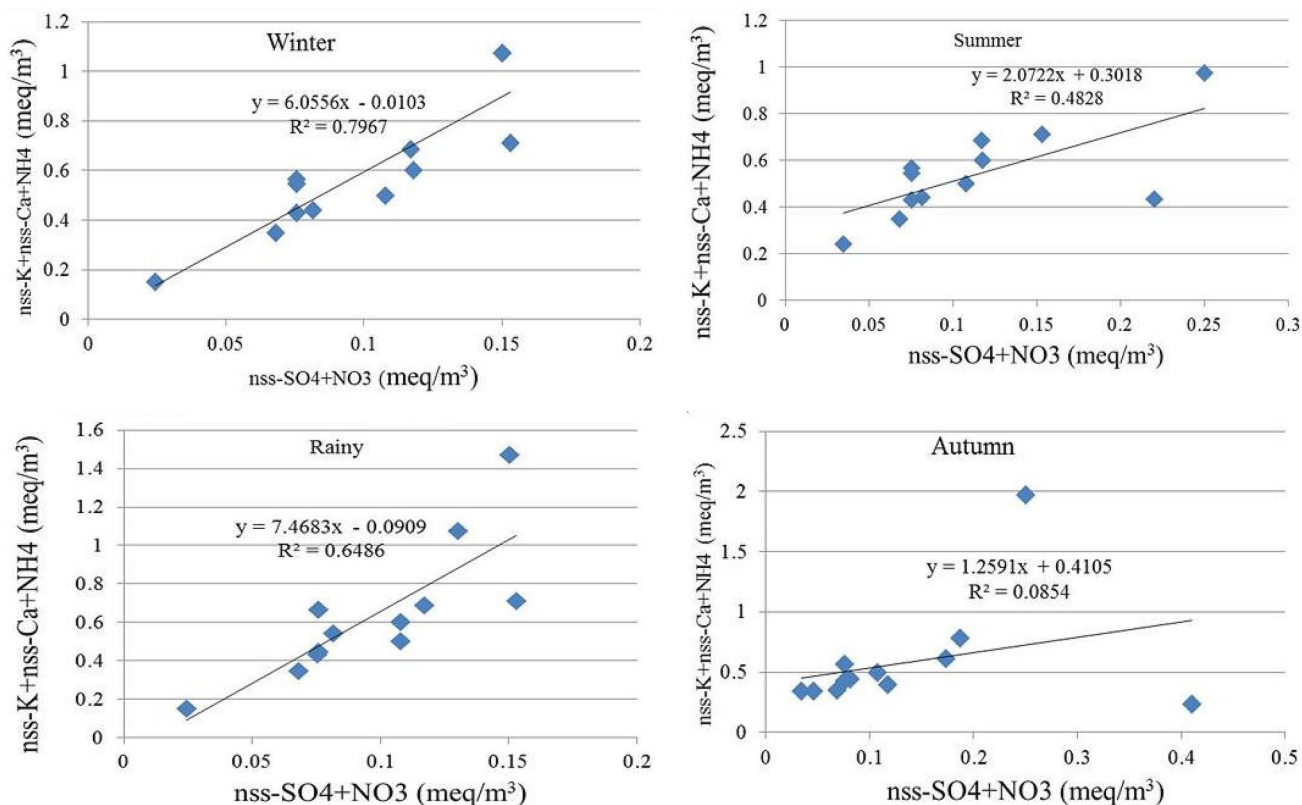 Winter
y = 6.0556x - 0.0103
R² = 0.7967
nss-K+nss-Ca+NH4 (meq/m³)
1.2
1
0.8
0.6
0.4
0.2
0
0
0.05
0.1
0.15
0.2
nss-SO4+NO3 (meq/m³)
Summer
y = 2.0722x + 0.3018
R² = 0.4828
nss-K+nss-Ca+NH4 (meq/m³)
1.2
1
0.8
0.6
0.4
0.2
0
0
0.05
0.1
0.15
0.2
0.25
0.3
nss-SO4+NO3 (meq/m³)
Rainy
y = 7.4683x - 0.0909
R² = 0.6486
nss-K+nss-Ca+NH4 (meq/m³)
1.6
1.4
1.2
1
0.8
0.6
0.4
0.2
0
0
0.05
0.1
0.15
0.2
nss-SO4+NO3 (meq/m³)
Autumn
y = 1.2591x + 0.4105
R² = 0.0854
nss-K+nss-Ca+NH4 (meq/m³)
2.5
2
1.5
1
0.5
0
0
0.1
0.2
0.3
0.4
0.5
nss-SO4+NO3 (meq/m³)